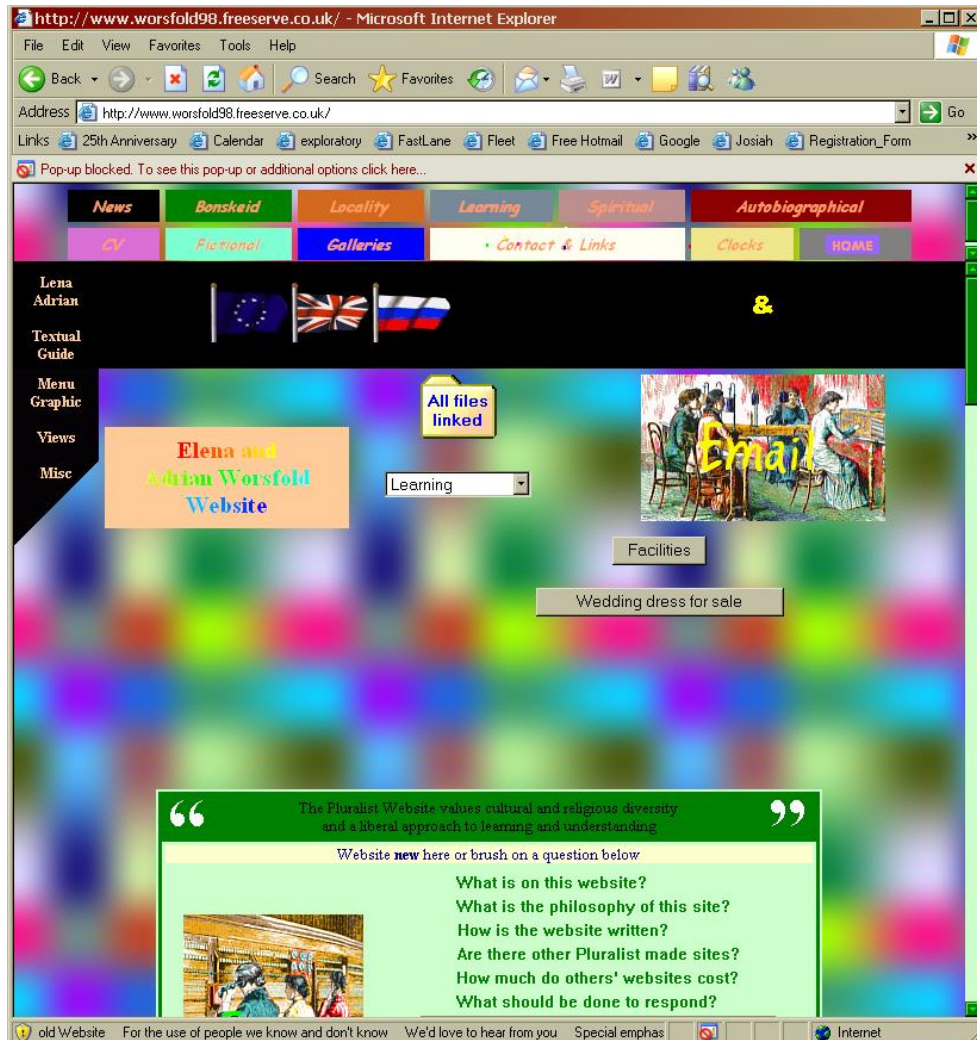 http://www.worsfold98.freeserve.co.uk/ - Microsoft Internet Explorer
File Edit View Favorites Tools Help
Back Search Favorites
Address http://www.worsfold98.freeserve.co.uk/ Go
Links 25th Anniversary Calendar exploratory FastLane Fleet Free Hotmail Google Josiah Registration_Form »
Pop-up blocked. To see this pop-up or additional options click here...
News Bonskeid Locality Learning Spiritual Autobiographical
CV Fictional Galleries Contact & Links Clocks HOME
Lena
Adrian
&
Textual
Guide
Menu
Graphic
Views
Misc
All files
linked
Email
Elena and
Adrian Worsfold
Website
Learning
Facilities
Wedding dress for sale
“ The Pluralist Website values cultural and religious diversity ”
and a liberal approach to learning and understanding
Website new here or brush on a question below
What is on this website?
What is the philosophy of this site?
How is the website written?
Are there other Pluralist made sites?
How much do others' websites cost?
What should be done to respond?
old Website For the use of people we know and don't know We'd love to hear from you Special emphas Internet